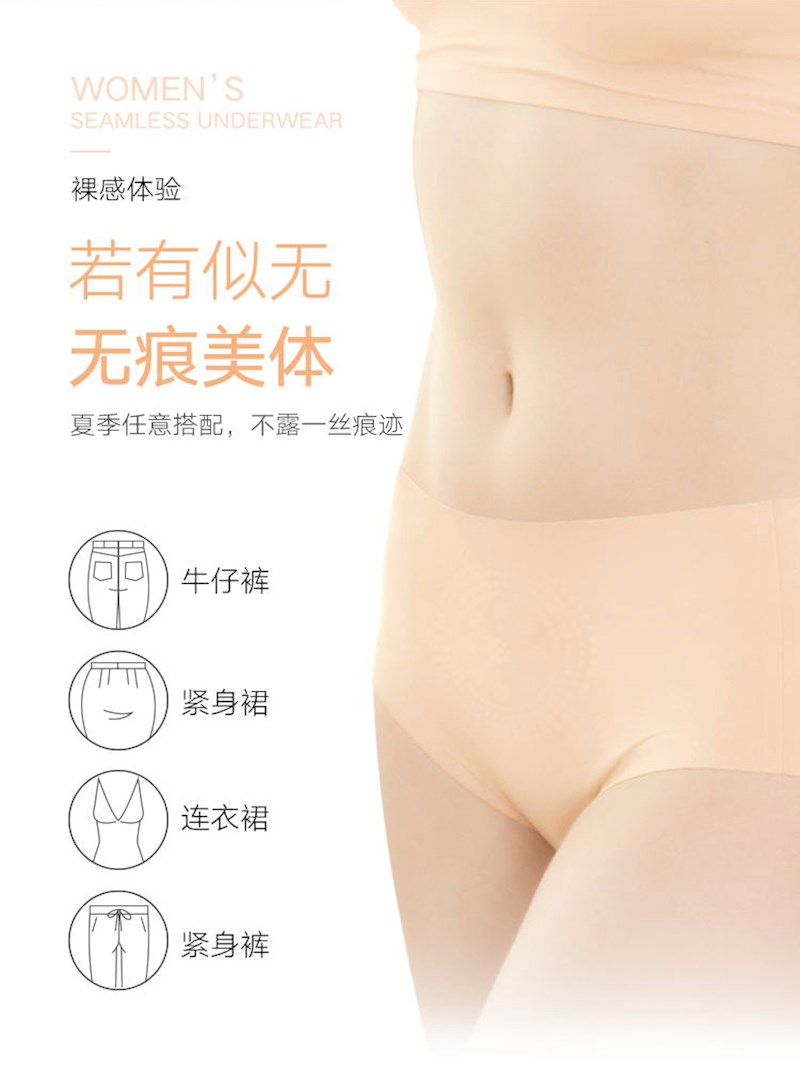 WOMEN'S
SEAMLESS UNDERWEAR
裸感体验
若有似无
无痕美体
夏季任意搭配，不露一丝痕迹
牛仔裤
紧身裙
连衣裙
紧身裤